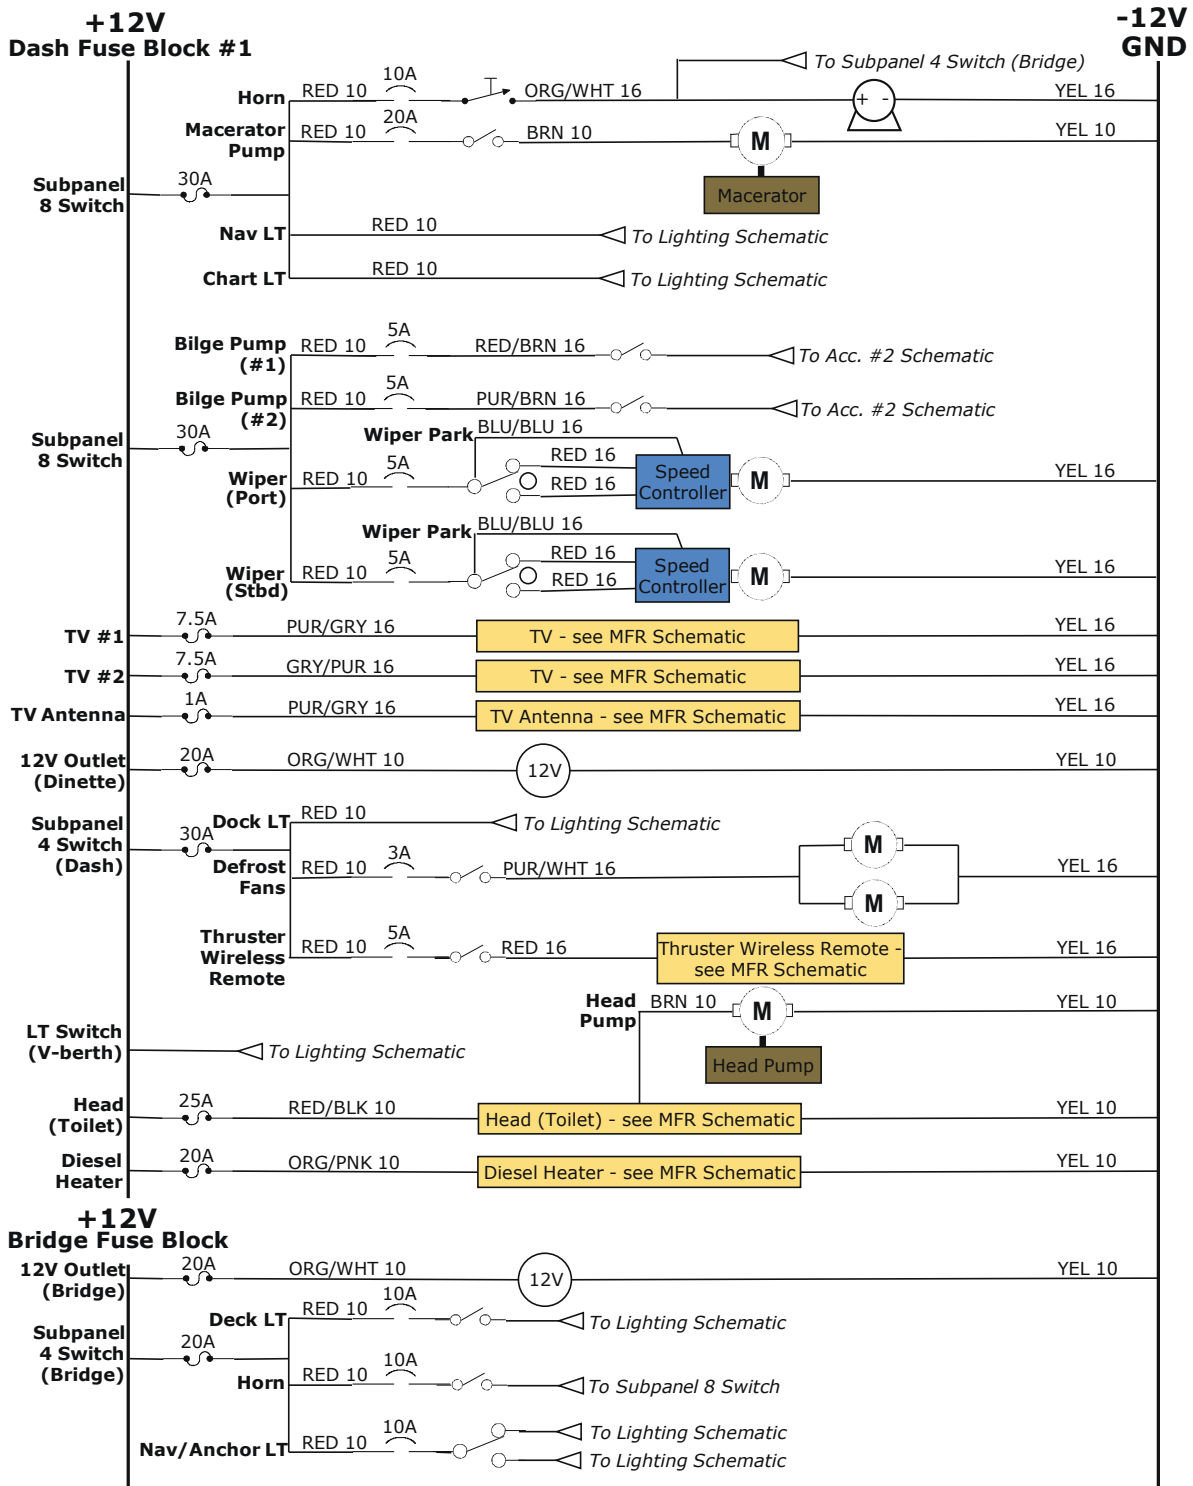 +12V
Dash Fuse Block #1
-12V
GND
Horn
RED 10
10A
ORG/WHT 16
To Subpanel 4 Switch (Bridge)
+ -
YEL 16
Macerator
Pump
RED 10
20A
BRN 10
M
YEL 10
Macerator
Subpanel
8 Switch
30A
Nav LT
RED 10
To Lighting Schematic
Chart LT
RED 10
To Lighting Schematic
Bilge Pump
(#1)
RED 10
5A
RED/BRN 16
To Acc. #2 Schematic
Bilge Pump
(#2)
RED 10
5A
PUR/BRN 16
To Acc. #2 Schematic
Subpanel
8 Switch
30A
Wiper Park
BLU/BLU 16
Wiper
(Port)
RED 10
5A
RED 16
RED 16
Speed
Controller
M
YEL 16
Wiper Park
BLU/BLU 16
Wiper
(Stbd)
RED 10
5A
RED 16
RED 16
Speed
Controller
M
YEL 16
TV #1
7.5A
PUR/GRY 16
TV - see MFR Schematic
YEL 16
TV #2
7.5A
GRY/PUR 16
TV - see MFR Schematic
YEL 16
TV Antenna
1A
PUR/GRY 16
TV Antenna - see MFR Schematic
YEL 16
12V Outlet
(Dinette)
20A
ORG/WHT 10
12V
YEL 10
Subpanel
4 Switch
(Dash)
30A
Dock LT
RED 10
To Lighting Schematic
Defrost
Fans
RED 10
3A
PUR/WHT 16
M
M
YEL 16
Thruster
Wireless
Remote
RED 10
5A
RED 16
Thruster Wireless Remote -
see MFR Schematic
YEL 16
Head
Pump
BRN 10
M
YEL 10
Head Pump
LT Switch
(V-berth)
To Lighting Schematic
Head
(Toilet)
25A
RED/BLK 10
Head (Toilet) - see MFR Schematic
YEL 10
Diesel
Heater
20A
ORG/PNK 10
Diesel Heater - see MFR Schematic
YEL 10
+12V
Bridge Fuse Block
12V Outlet
(Bridge)
20A
ORG/WHT 10
12V
YEL 10
Subpanel
4 Switch
(Bridge)
20A
Deck LT
RED 10
10A
To Lighting Schematic
Horn
RED 10
10A
To Subpanel 8 Switch
Nav/Anchor LT
RED 10
10A
To Lighting Schematic
To Lighting Schematic